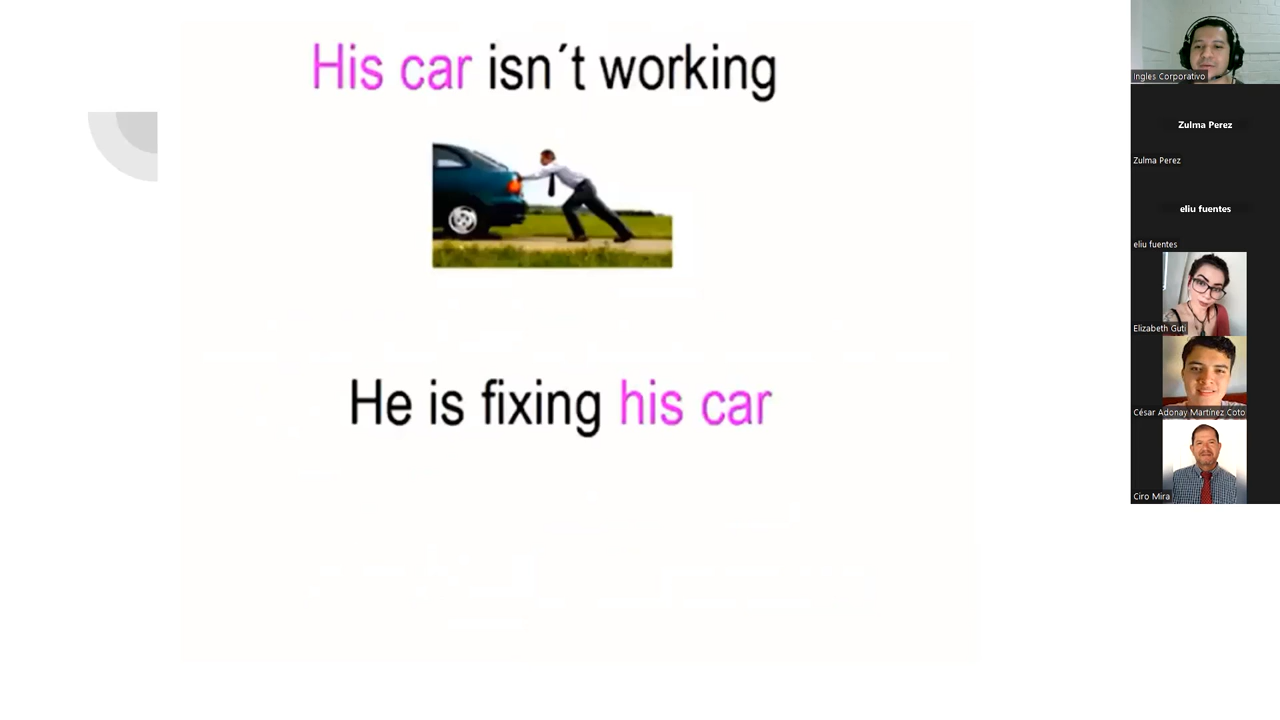 His car isn´t working
He is fixing his car
Ingles Corporativo
Zulma Perez
Zulma Perez
eliu fuentes
eliu fuentes
Elizabeth Guti
César Adonay Martínez Coto
Ciro Mira